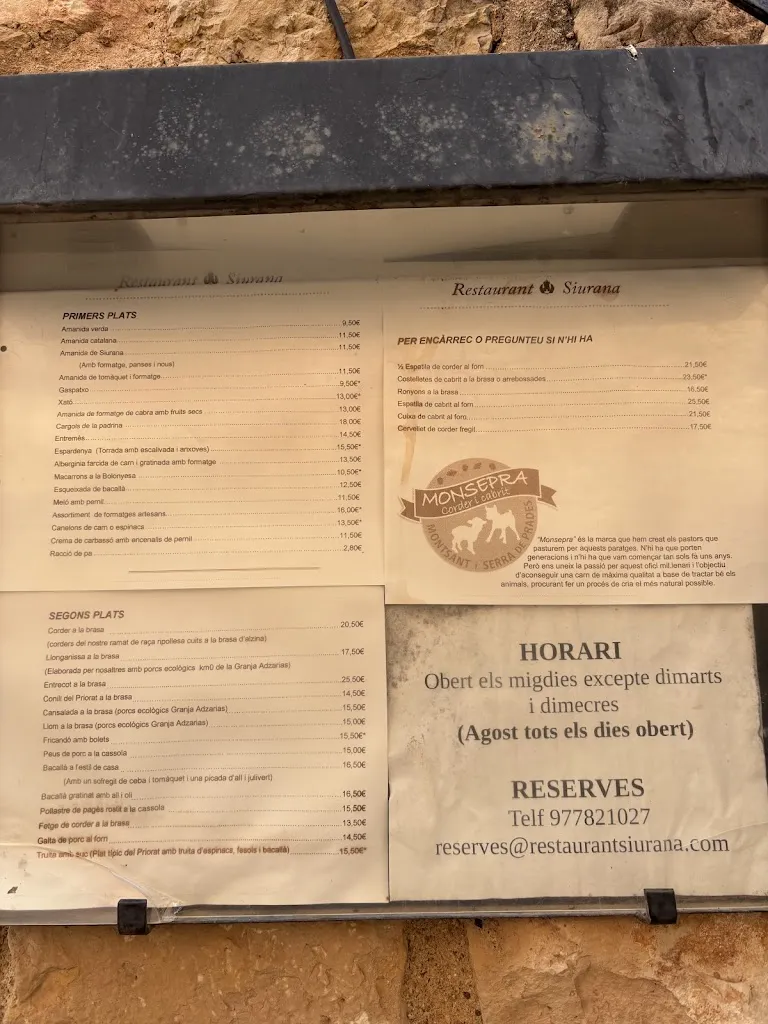 Restaurant Siurana
PRIMERS PLATS
Amanida verda 9,50€
Amanida catalana 11,50€
Amanida de Siurana 11,50€
(Amb formatge, panses i nous)
Amanida de tomàquet i formatge 11,50€
Gaspatxo 9,50€*
Xató 13,00€*
Amanida de formatge de cabra amb fruits secs 13,00€
Cargols de la padrina 18,00€
Entremès 14,50€
Espardenya (Torrada amb escalivada i anxoves) 15,50€*
Albergínia farcida de carn i gratinada amb formatge 13,50€
Macarrons a la Bolonyesa 10,50€*
Esqueixada de bacallà 12,50€
Meló amb pernil 11,50€
Assortiment de formatges artesans 16,00€*
Canelons de carn o espinacs 13,50€*
Crema de carbassó amb encenalls de pernil 11,50€
Racció de pa 2,80€
SEGONS PLATS
Corder a la brasa 20,50€
(corders del nostre ramat de raça ripollesa cuits a la brasa d'alzina)
Llonganissa a la brasa 17,50€
(Elaborada per nosaltres amb porcs ecològics km0 de la Granja Adzarias)
Entrecot a la brasa 25,50€
Conill del Priorat a la brasa 14,50€
Cansalada a la brasa (porcs ecològics Granja Adzarias) 15,50€
Llom a la brasa (porcs ecològics Granja Adzarias) 15,00€
Fricandó amb bolets 15,50€*
Peus de porc a la cassola 15,00€
Bacallà a l'estil de casa 16,50€
(Amb un sofregit de ceba i tomàquet i una picada d'all i julivert)
Bacallà gratinat amb all i oli 16,50€
Pollastre de pagès rostit a la cassola 15,50€
Fetge de corder a la brasa 13,50€
Galta de porc al forn 14,50€
Truita amb suc (Plat típic del Priorat amb truita d'espinacs, fesols i bacallà) 15,50€*
Restaurant Siurana
PER ENCÀRREC O PREGUNTEU SI N'HI HA
½ Espatlla de corder al forn 21,50€
Costelletes de cabrit a la brasa o arrebossades 23,50€*
Ronyons a la brasa 16,50€
Espatlla de cabrit al forn 25,50€
Cuixa de cabrit al forn 21,50€
Cervellet de corder fregit 17,50€
MONSEPRA
Corder i cabrit
MONTSANT I SERRA DE PRADES
"Monsepra" és la marca que hem creat els pastors que
pasturem per aquests paratges. N'hi ha que porten
generacions i n'hi ha que vam començar tan sols fa uns anys.
Però ens uneix la passió per aquest ofici mil.lenari i l'objectiu
d'aconseguir una carn de màxima qualitat a base de tractar bé els
animals, procurant fer un procés de cria el més natural possible.
HORARI
Obert els migdies excepte dimarts
i dimecres
(Agost tots els dies obert)
RESERVES
Telf 977821027
reserves@restaurantsiurana.com